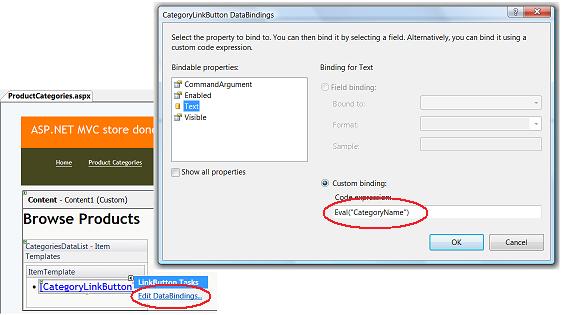 CategoryLinkButton DataBindings
Select the property to bind to. You can then bind it by selecting a field. Alternatively, you can bind it using a
custom code expression.
Bindable properties:
CommandArgument
Enabled
Text
Visible
Show all properties
Binding for Text
Field binding:
Bound to:
Format:
Sample:
Custom binding:
Code expression:
Eval("CategoryName")
OK
Cancel
ProductCategories.aspx
ASP.NET MVC store don
Home
Product Categories
Content - Content1 (Custom)
Browse Products
CategoriesDataList - Item
Templates
ItemTemplate
[CategoryLinkButton
LinkButton Tasks
Edit DataBindings...